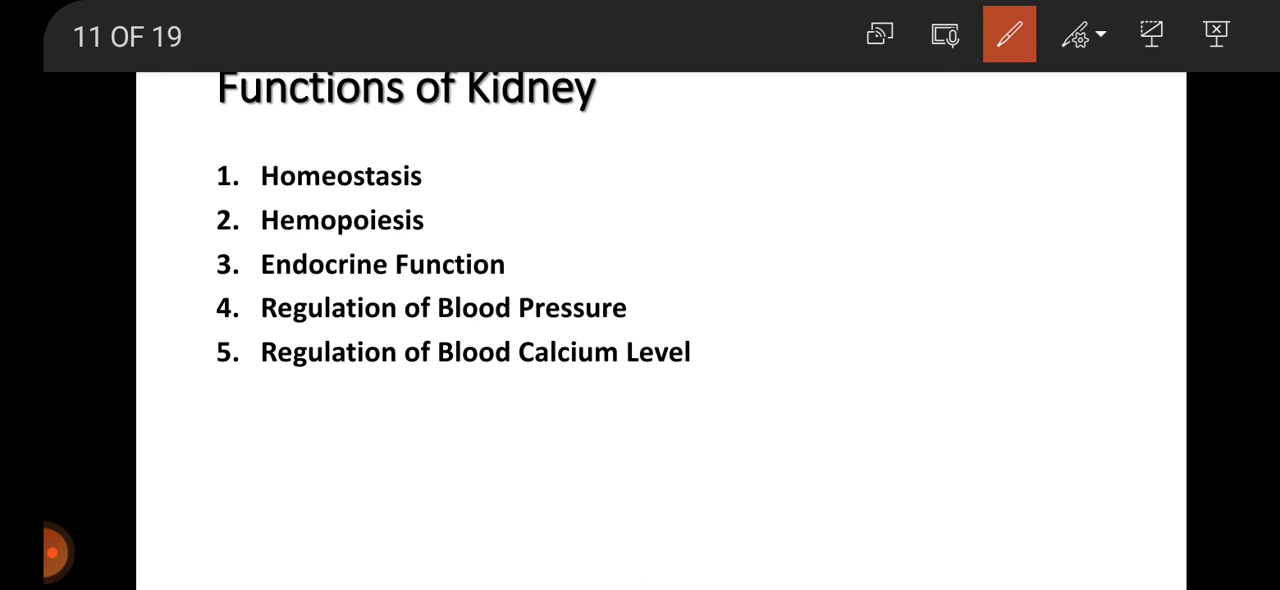 11 OF 19
Functions of Kidney
1. Homeostasis
2. Hemopoiesis
3. Endocrine Function
4. Regulation of Blood Pressure
5. Regulation of Blood Calcium Level